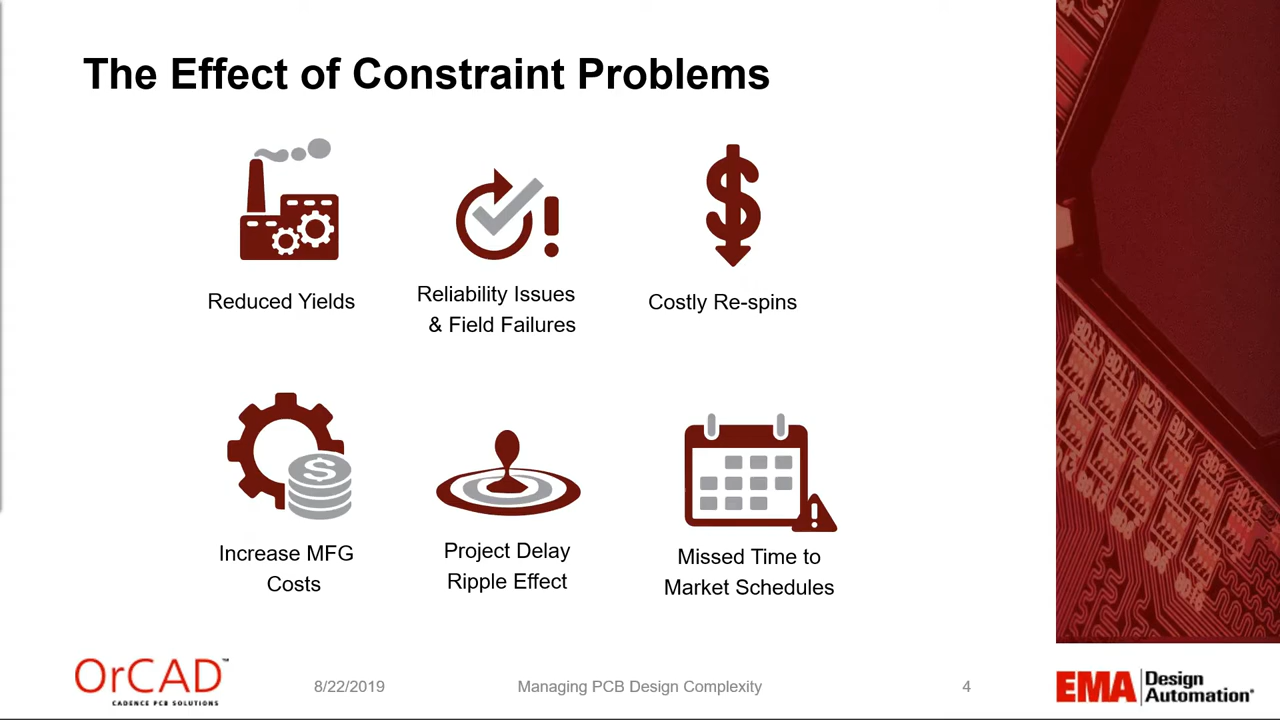 The Effect of Constraint Problems
Reduced Yields
Reliability Issues
& Field Failures
Costly Re-spins
$
Increase MFG
Costs
Project Delay
Ripple Effect
Missed Time to
Market Schedules
OrCAD™
CADENCE PCB SOLUTIONS
8/22/2019
Managing PCB Design Complexity
4
EMA Design
Automation®